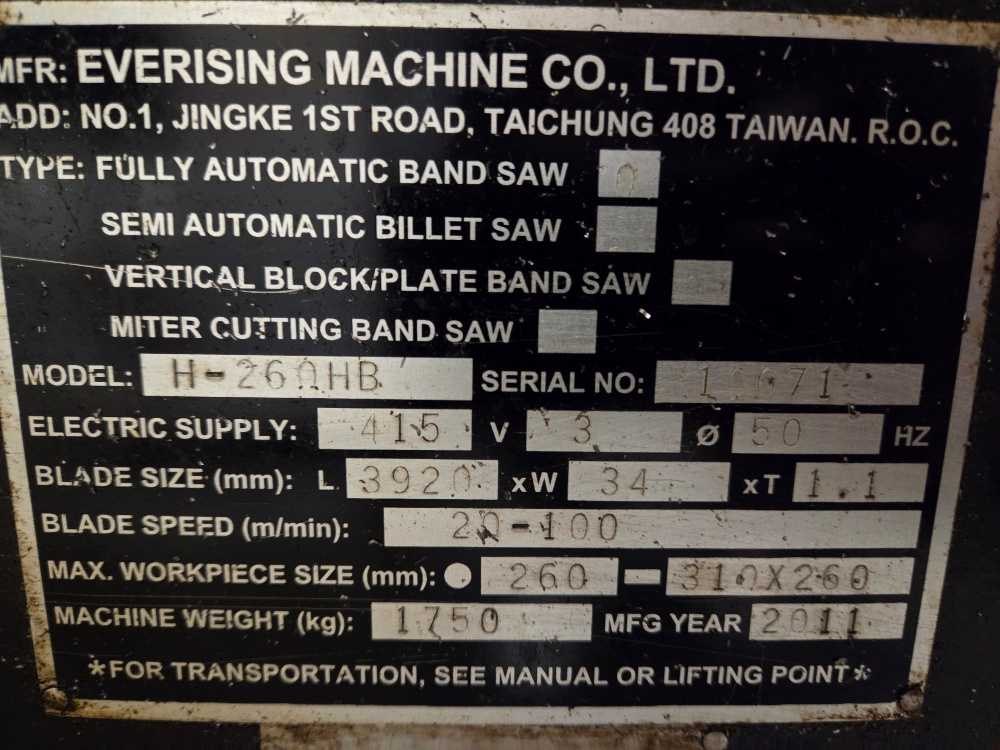 MFR: EVERISING MACHINE CO., LTD.
ADD: NO.1, JINGKE 1ST ROAD, TAICHUNG 408 TAIWAN. R.O.C.
TYPE: FULLY AUTOMATIC BAND SAW 0
SEMI AUTOMATIC BILLET SAW
VERTICAL BLOCK/PLATE BAND SAW
MITER CUTTING BAND SAW
MODEL: H-260HB SERIAL NO:
ELECTRIC SUPPLY: 415 V 3 Ø 50 HZ
BLADE SIZE (mm): L 3920 xW 34 xT 1.1
BLADE SPEED (m/min): 20-100
MAX. WORKPIECE SIZE (mm): ● 260 ▬ 310X260
MACHINE WEIGHT (kg): 1750 MFG YEAR 2011
*FOR TRANSPORTATION, SEE MANUAL OR LIFTING POINT*